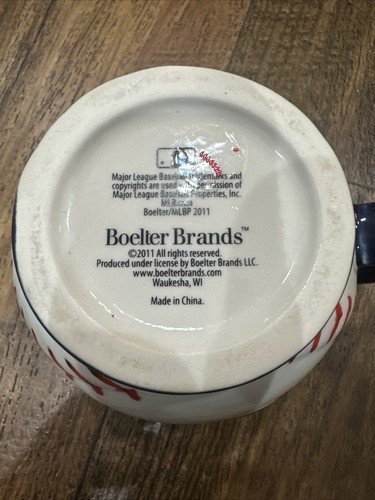 Major League Baseball trademarks and
copyrights are used with permission of
Major League Baseball Properties, Inc.
Boelter/MLBP 2011
Boelter Brands™
©2011 All rights reserved.
Produced under license by Boelter Brands LLC.
www.boelterbrands.com
Waukesha, WI
Made in China.